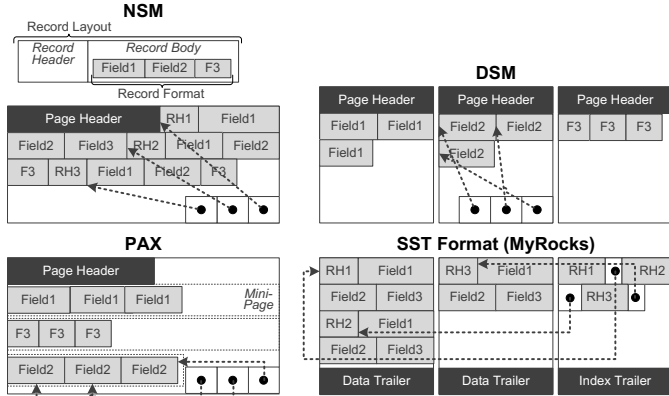 NSM
Record Layout
Record Header
Record Body
Field1 Field2 F3
Record Format
Page Header RH1 Field1
Field2 Field3 RH2 Field1 Field2
F3 RH3 Field1 Field2 F3
DSM
Page Header Page Header Page Header
Field1 Field1 Field2 Field2 F3 F3 F3
Field1 Field2
PAX
Page Header
Field1 Field1 Field1 Mini-Page
F3 F3 F3
Field2 Field2 Field2
SST Format (MyRocks)
RH1 Field1 RH3 Field1 RH1 RH2
Field2 Field3 Field2 Field3 RH3
RH2 Field1
Field2 Field3
Data Trailer Data Trailer Index Trailer